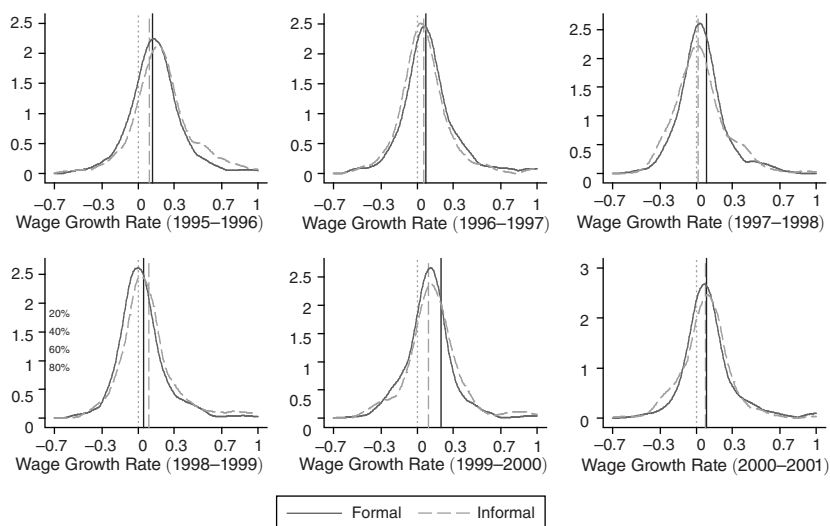 2.5
2
1.5
1
0.5
0
−0.7 −0.3 0 0.3 0.7 1
Wage Growth Rate (1995–1996)
2.5
2
1.5
1
0.5
0
−0.7 −0.3 0 0.3 0.7 1
Wage Growth Rate (1996–1997)
2.5
2
1.5
1
0.5
0
−0.7 −0.3 0 0.3 0.7 1
Wage Growth Rate (1997–1998)
2.5
2
1.5
1
0.5
0
20%
40%
60%
80%
−0.7 −0.3 0 0.3 0.7 1
Wage Growth Rate (1998–1999)
2.5
2
1.5
1
0.5
0
−0.7 −0.3 0 0.3 0.7 1
Wage Growth Rate (1999–2000)
3
2
1
0
−0.7 −0.3 0 0.3 0.7 1
Wage Growth Rate (2000–2001)
Formal Informal